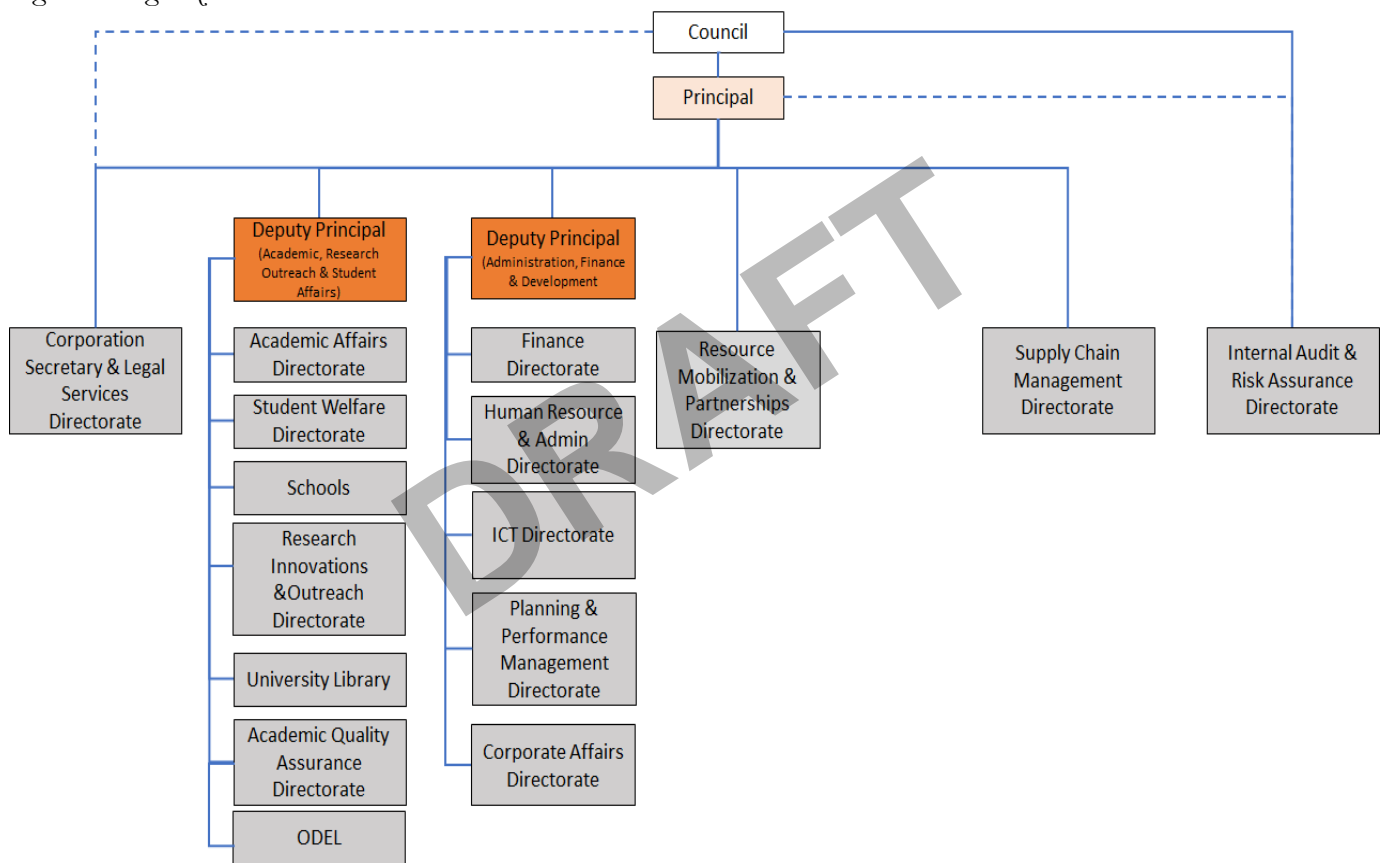 Council
Principal
Deputy Principal
(Academic, Research
Outreach & Student
Affairs)
Deputy Principal
(Administration, Finance
& Development
Corporation
Secretary & Legal
Services
Directorate
Academic Affairs
Directorate
Student Welfare
Directorate
Schools
Research
Innovations
&Outreach
Directorate
University Library
Academic Quality
Assurance
Directorate
ODEL
Finance
Directorate
Human Resource
& Admin
Directorate
ICT Directorate
Planning &
Performance
Management
Directorate
Corporate Affairs
Directorate
Resource
Mobilization &
Partnerships
Directorate
Supply Chain
Management
Directorate
Internal Audit &
Risk Assurance
Directorate
DRAFT